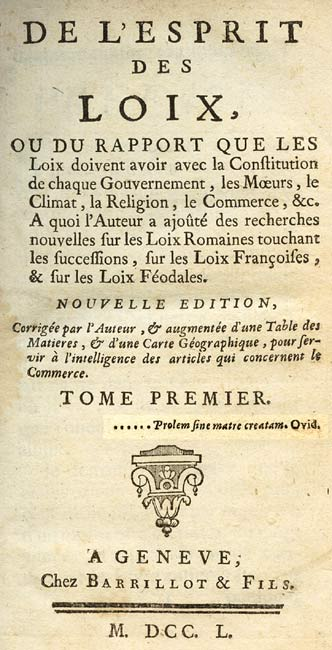 DE L'ESPRIT
DES
LOIX,
OU DU RAPPORT QUE LES
Loix doivent avoir avec la Conſtitution
de chaque Gouvernement, les Mœurs, le
Climat, la Religion, le Commerce, &c.
A quoi l'Auteur a ajoûté des recherches
nouvelles ſur les Loix Romaines touchant
les ſucceſſions, ſur les Loix Françoiſes,
& ſur les Loix Féodales.
NOUVELLE EDITION,
Corrigée par l'Auteur, & augmentée d'une Table des
Matieres, & d'une Carte Géographique, pour ſer-
vir à l'intelligence des articles qui concernent le
Commerce.
TOME PREMIER.
...... Prolem ſine matre creatam. Ovid.
A GENEVE;
Chez BARRILLOT & FILS.
M. DCC. L.